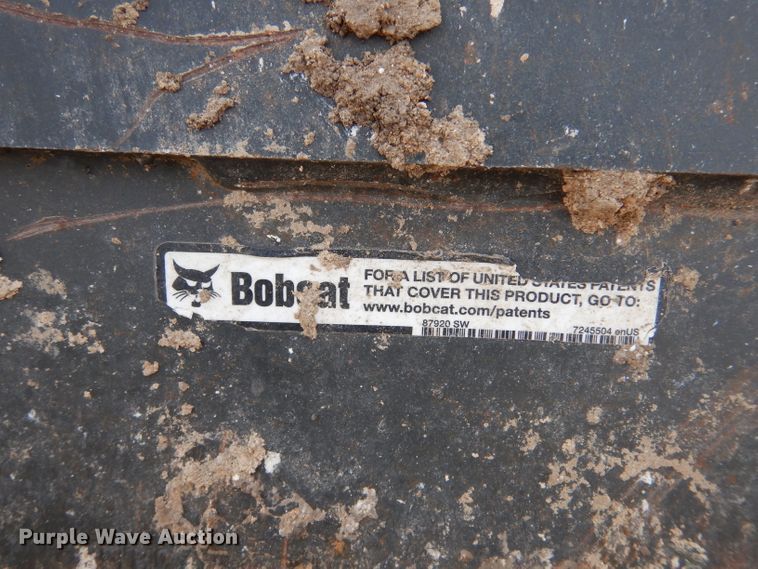 Bobcat
FOR A LIST OF UNITED STATES PATENTS
THAT COVER THIS PRODUCT, GO TO:
www.bobcat.com/patents
87920 SW 7245504 enUS
Purple Wave Auction